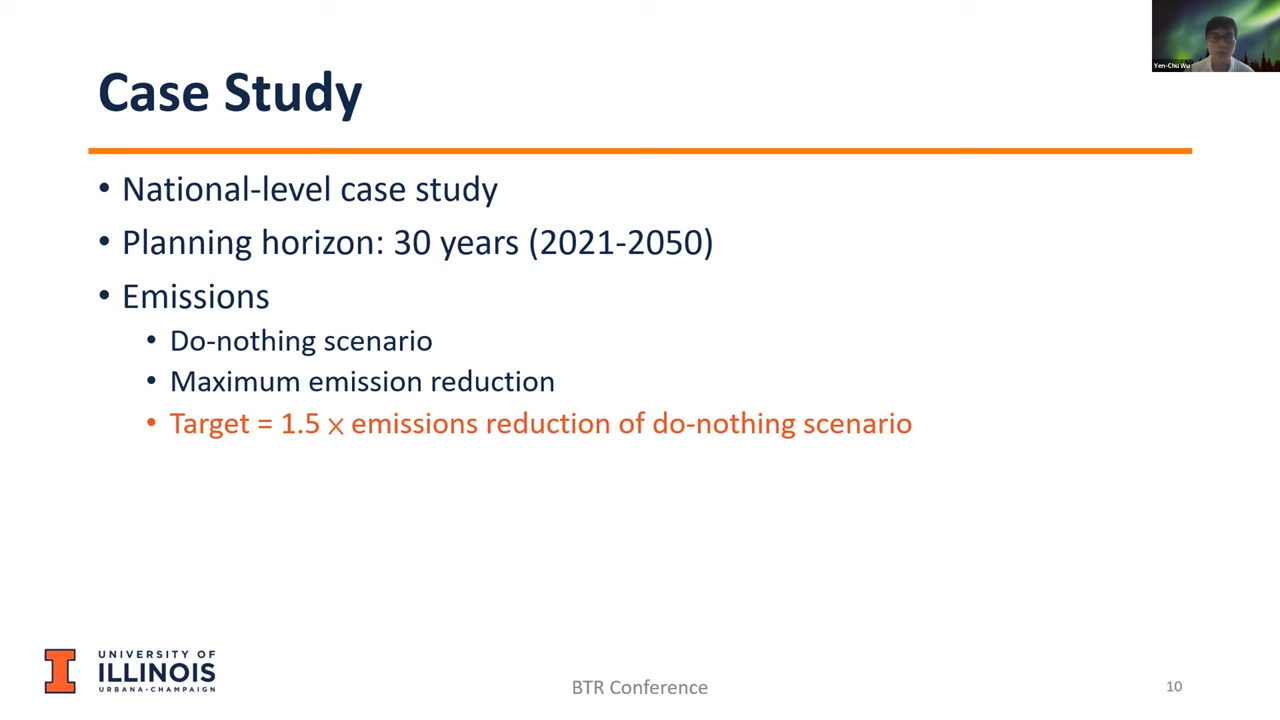 Yen-Chu Wu
Case Study
• National-level case study
• Planning horizon: 30 years (2021-2050)
• Emissions
• Do-nothing scenario
• Maximum emission reduction
• Target = 1.5 × emissions reduction of do-nothing scenario
UNIVERSITY OF
ILLINOIS
URBANA-CHAMPAIGN
BTR Conference
10